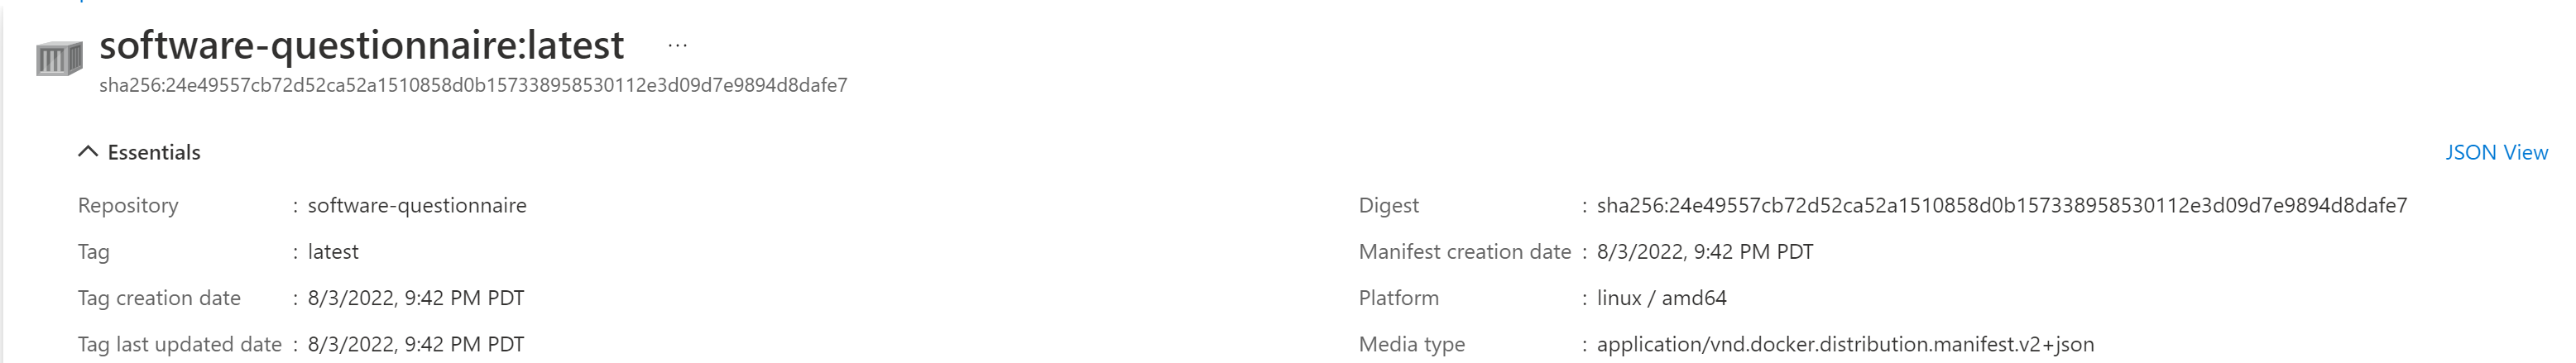 software-questionnaire:latest ...
sha256:24e49557cb72d52ca52a1510858d0b157338958530112e3d09d7e9894d8dafe7
Essentials
JSON View
Repository : software-questionnaire
Digest : sha256:24e49557cb72d52ca52a1510858d0b157338958530112e3d09d7e9894d8dafe7
Tag : latest
Manifest creation date : 8/3/2022, 9:42 PM PDT
Tag creation date : 8/3/2022, 9:42 PM PDT
Platform : linux / amd64
Tag last updated date : 8/3/2022, 9:42 PM PDT
Media type : application/vnd.docker.distribution.manifest.v2+json